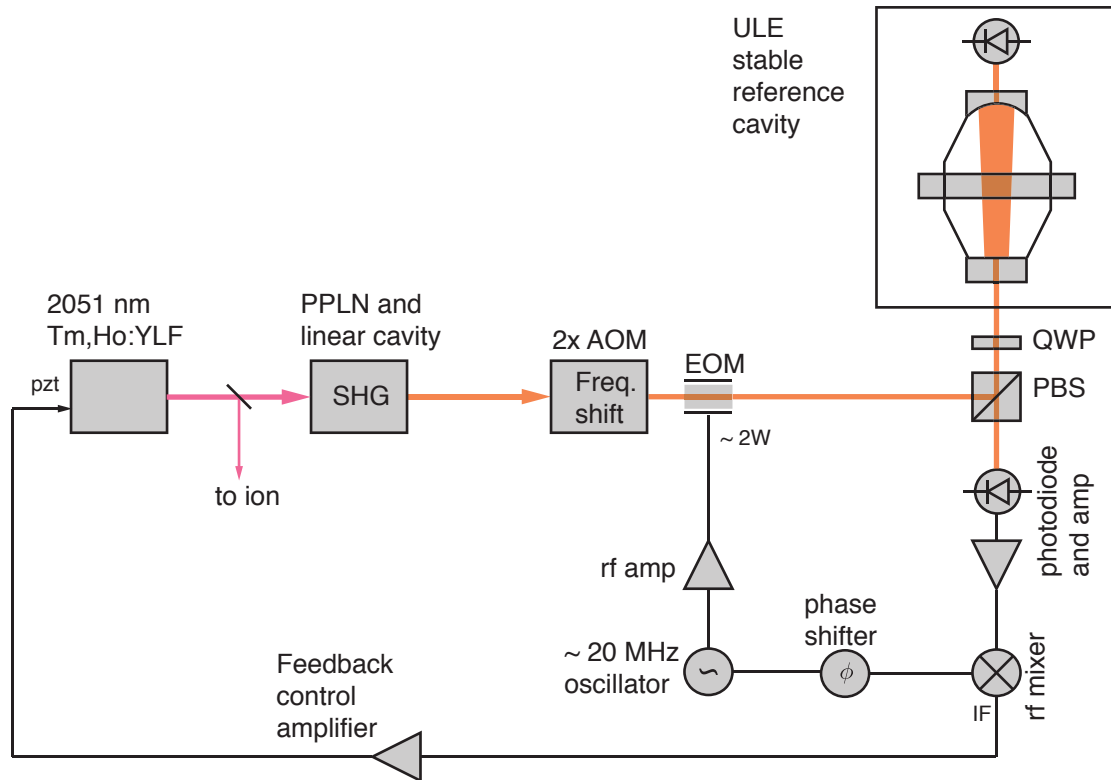 ULE
stable
reference
cavity
2051 nm
Tm,Ho:YLF
pzt
PPLN and
linear cavity
SHG
to ion
2x AOM
Freq.
shift
EOM
~ 2W
QWP
PBS
photodiode
and amp
rf amp
phase
shifter
~ 20 MHz
oscillator
ϕ
rf mixer
IF
Feedback
control
amplifier